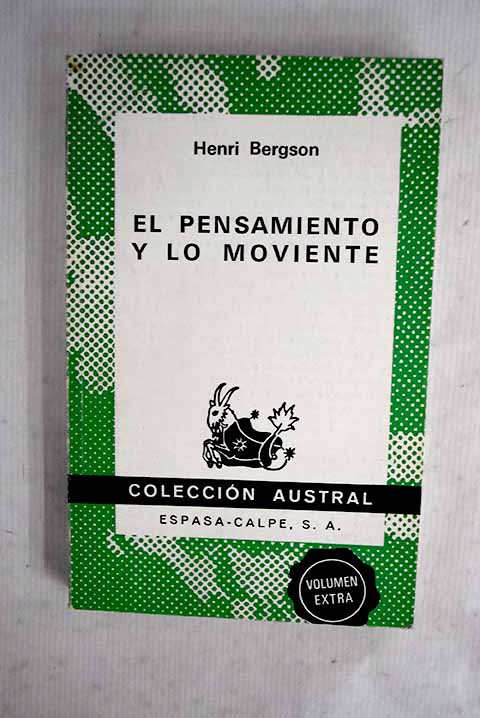 Henri Bergson
EL PENSAMIENTO
Y LO MOVIENTE
COLECCIÓN AUSTRAL
ESPASA-CALPE, S. A.
VOLUMEN
EXTRA